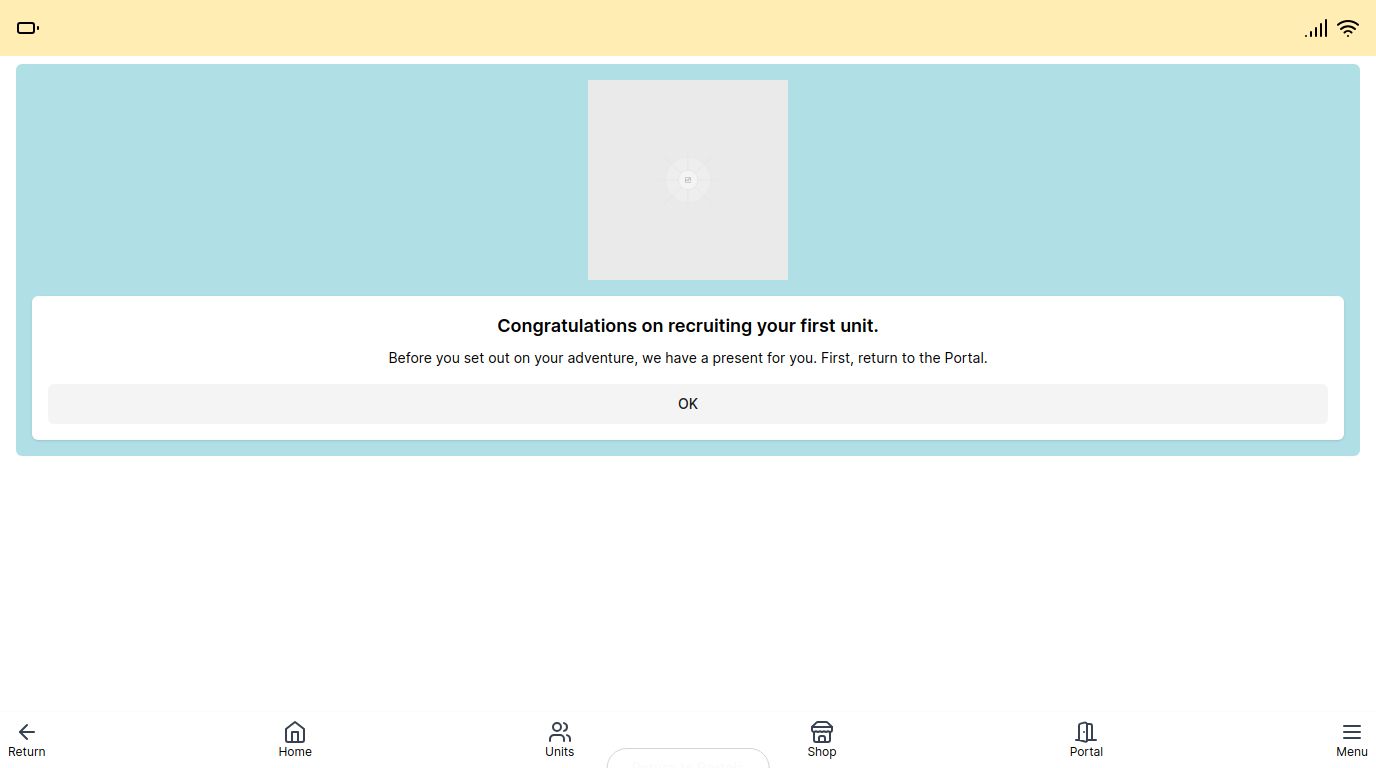 Congratulations on recruiting your first unit.
Before you set out on your adventure, we have a present for you. First, return to the Portal.
OK
Return
Home
Units
Shop
Portal
Menu